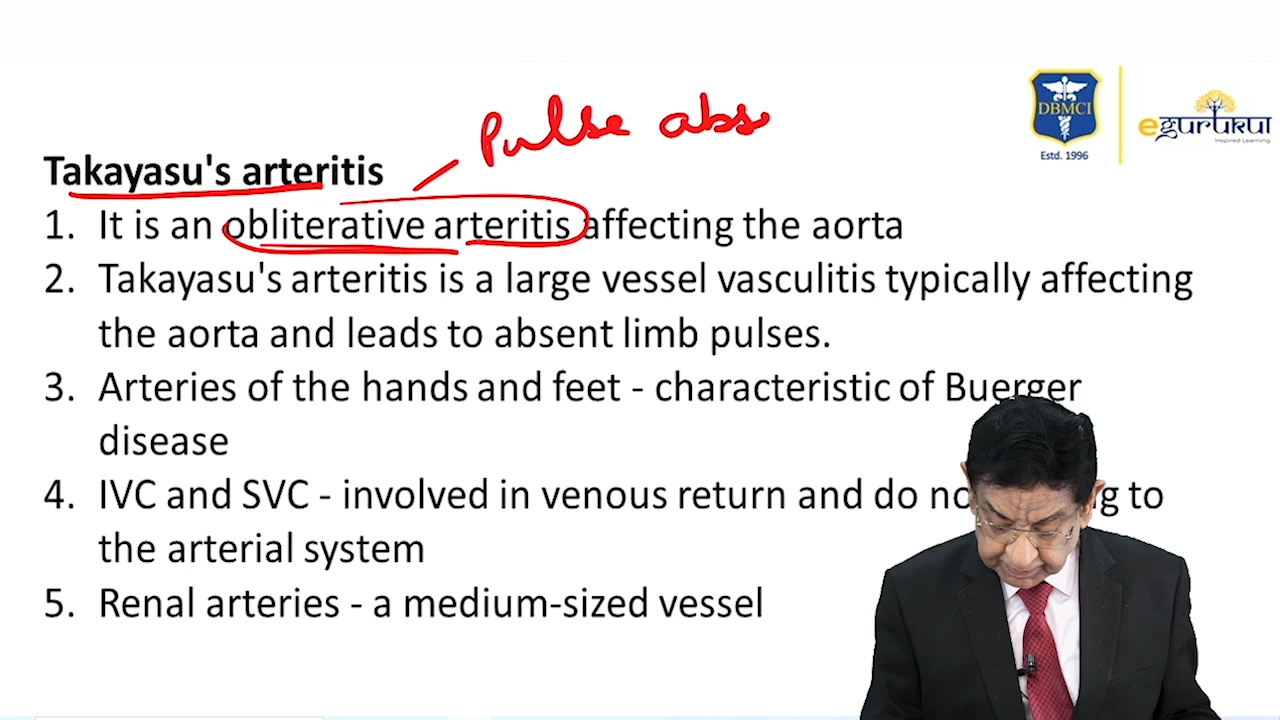 Pulse abs
DBMCI
Estd. 1996
egurukul
Inspired Learning
Takayasu's arteritis
1. It is an obliterative arteritis affecting the aorta
2. Takayasu's arteritis is a large vessel vasculitis typically affecting
the aorta and leads to absent limb pulses.
3. Arteries of the hands and feet - characteristic of Buerger
disease
4. IVC and SVC - involved in venous return and do to
the arterial system
5. Renal arteries - a medium-sized vessel